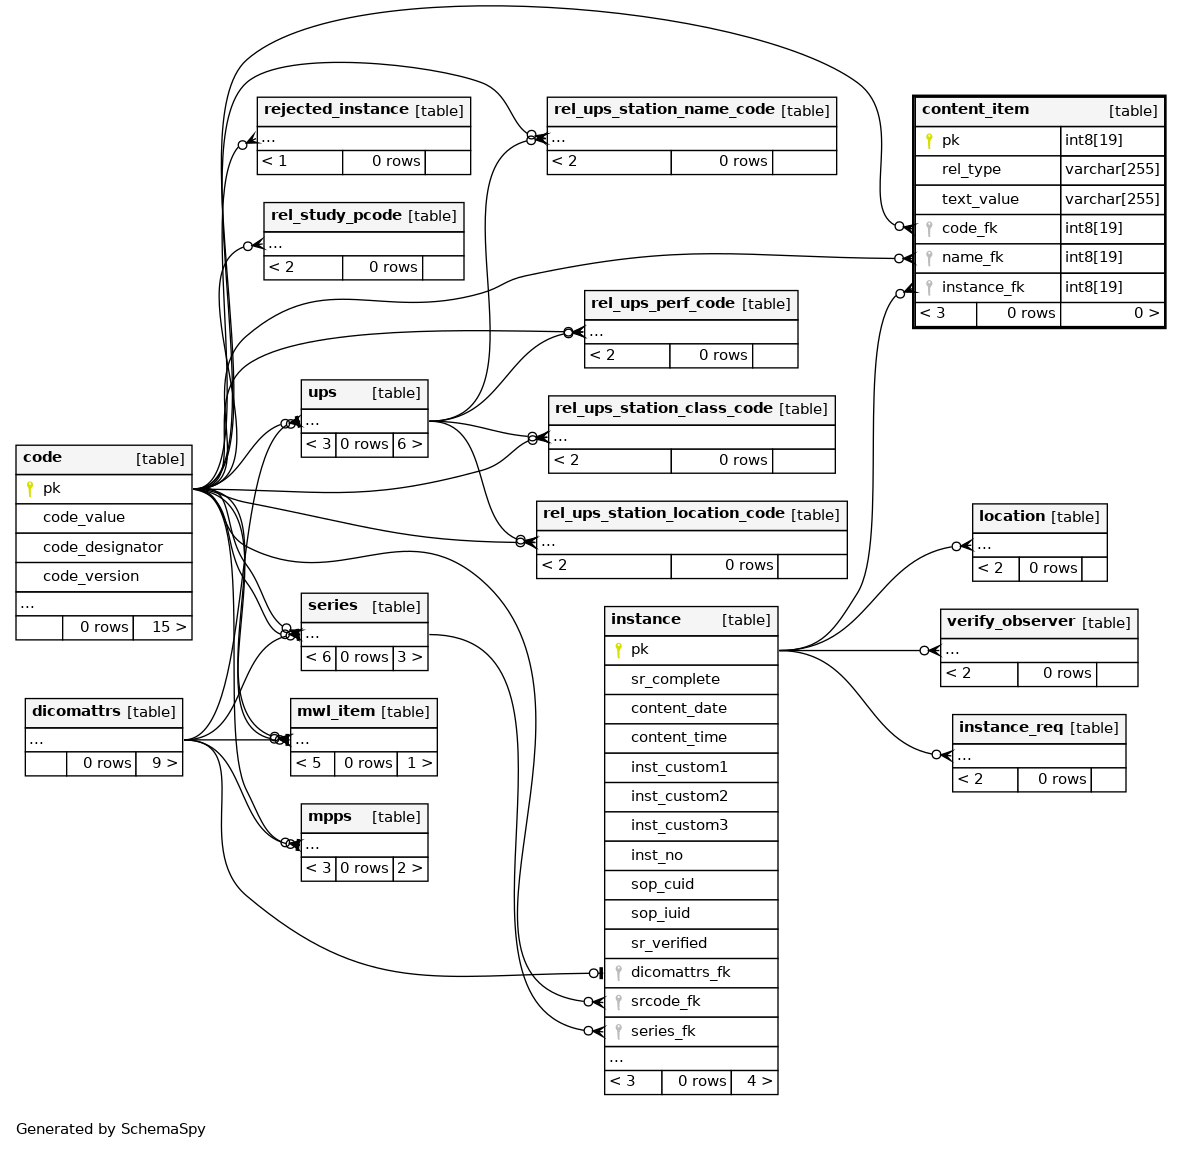 rejected_instance [table]
...
< 1 0 rows
rel_ups_station_name_code [table]
...
< 2 0 rows
content_item [table]
pk int8[19]
rel_type varchar[255]
text_value varchar[255]
code_fk int8[19]
name_fk int8[19]
instance_fk int8[19]
< 3 0 rows 0 >
rel_study_pcode [table]
...
< 2 0 rows
rel_ups_perf_code [table]
...
< 2 0 rows
ups [table]
...
< 3 0 rows 6 >
rel_ups_station_class_code [table]
...
< 2 0 rows
code [table]
pk
code_value
code_designator
code_version
...
0 rows 15 >
rel_ups_station_location_code [table]
...
< 2 0 rows
location [table]
...
< 2 0 rows
series [table]
...
< 6 0 rows 3 >
instance [table]
pk
sr_complete
content_date
content_time
inst_custom1
inst_custom2
inst_custom3
inst_no
sop_cuid
sop_iuid
sr_verified
dicomattrs_fk
srcode_fk
series_fk
...
< 3 0 rows 4 >
verify_observer [table]
...
< 2 0 rows
dicomattrs [table]
...
0 rows 9 >
mwl_item [table]
...
< 5 0 rows 1 >
instance_req [table]
...
< 2 0 rows
mpps [table]
...
< 3 0 rows 2 >
Generated by SchemaSpy